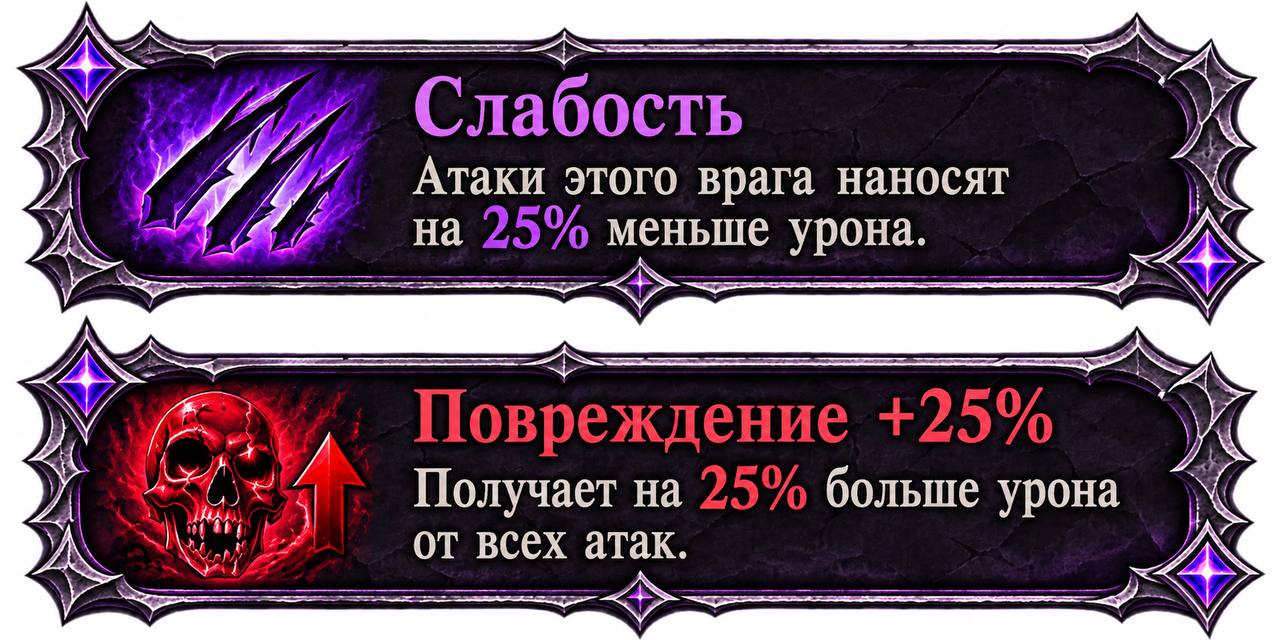 Слабость
Атаки этого врага наносят
на 25% меньше урона.
Повреждение +25%
Получает на 25% больше урона
от всех атак.